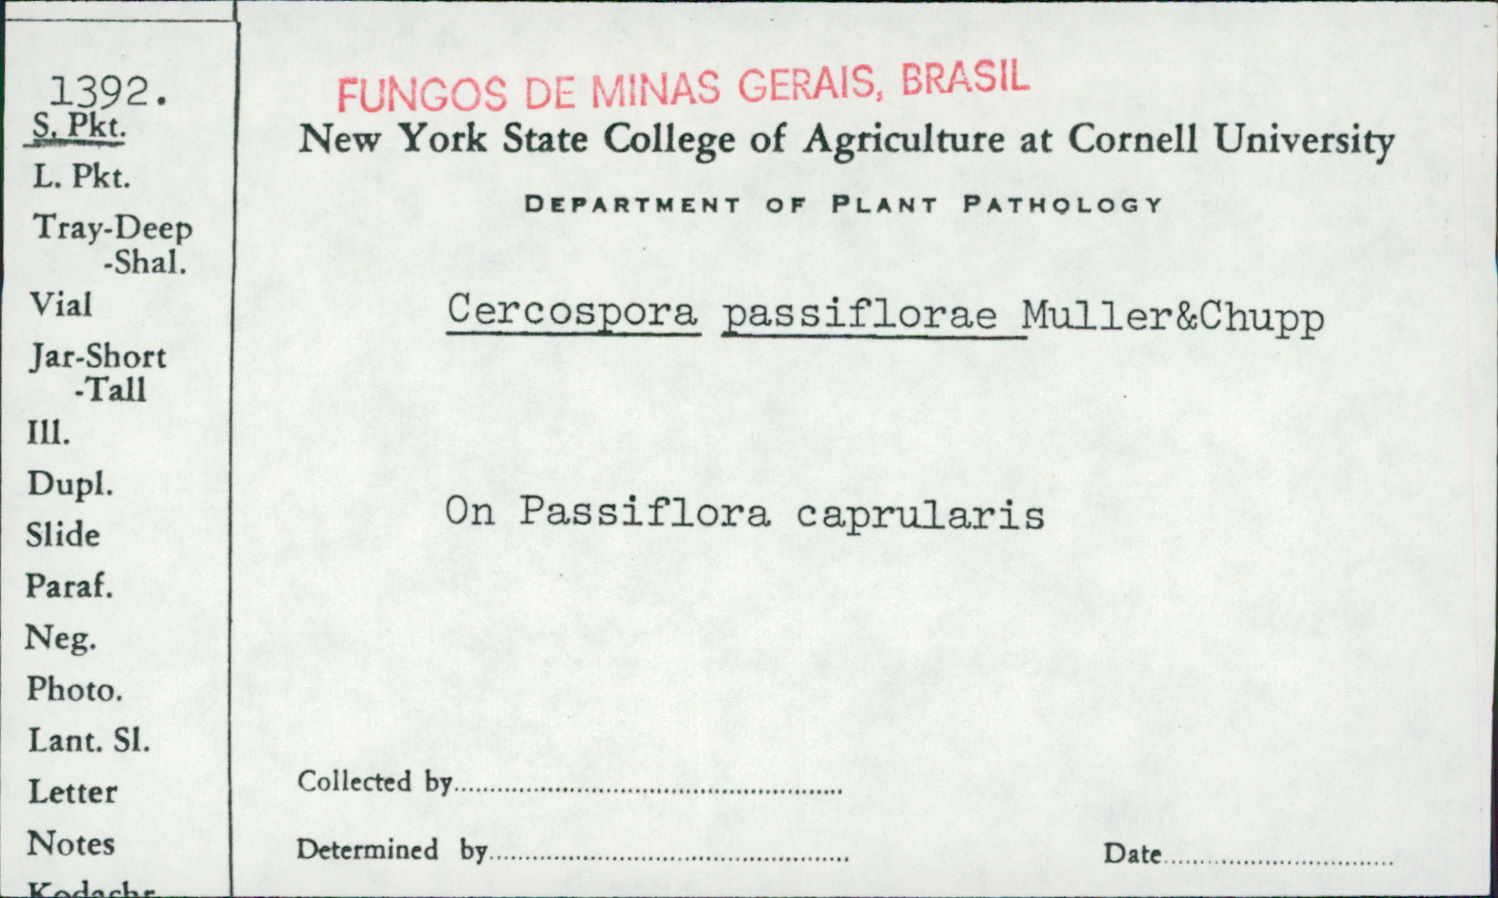 1392.
S. Pkt.
L. Pkt.
Tray-Deep
-Shal.
Vial
Jar-Short
-Tall
Ill.
Dupl.
Slide
Paraf.
Neg.
Photo.
Lant. Sl.
Letter
Notes
Kodachr
FUNGOS DE MINAS GERAIS, BRASIL
New York State College of Agriculture at Cornell University
DEPARTMENT OF PLANT PATHOLOGY
Cercospora passiflorae Muller&Chupp
On Passiflora caprularis
Collected by
Determined by
Date